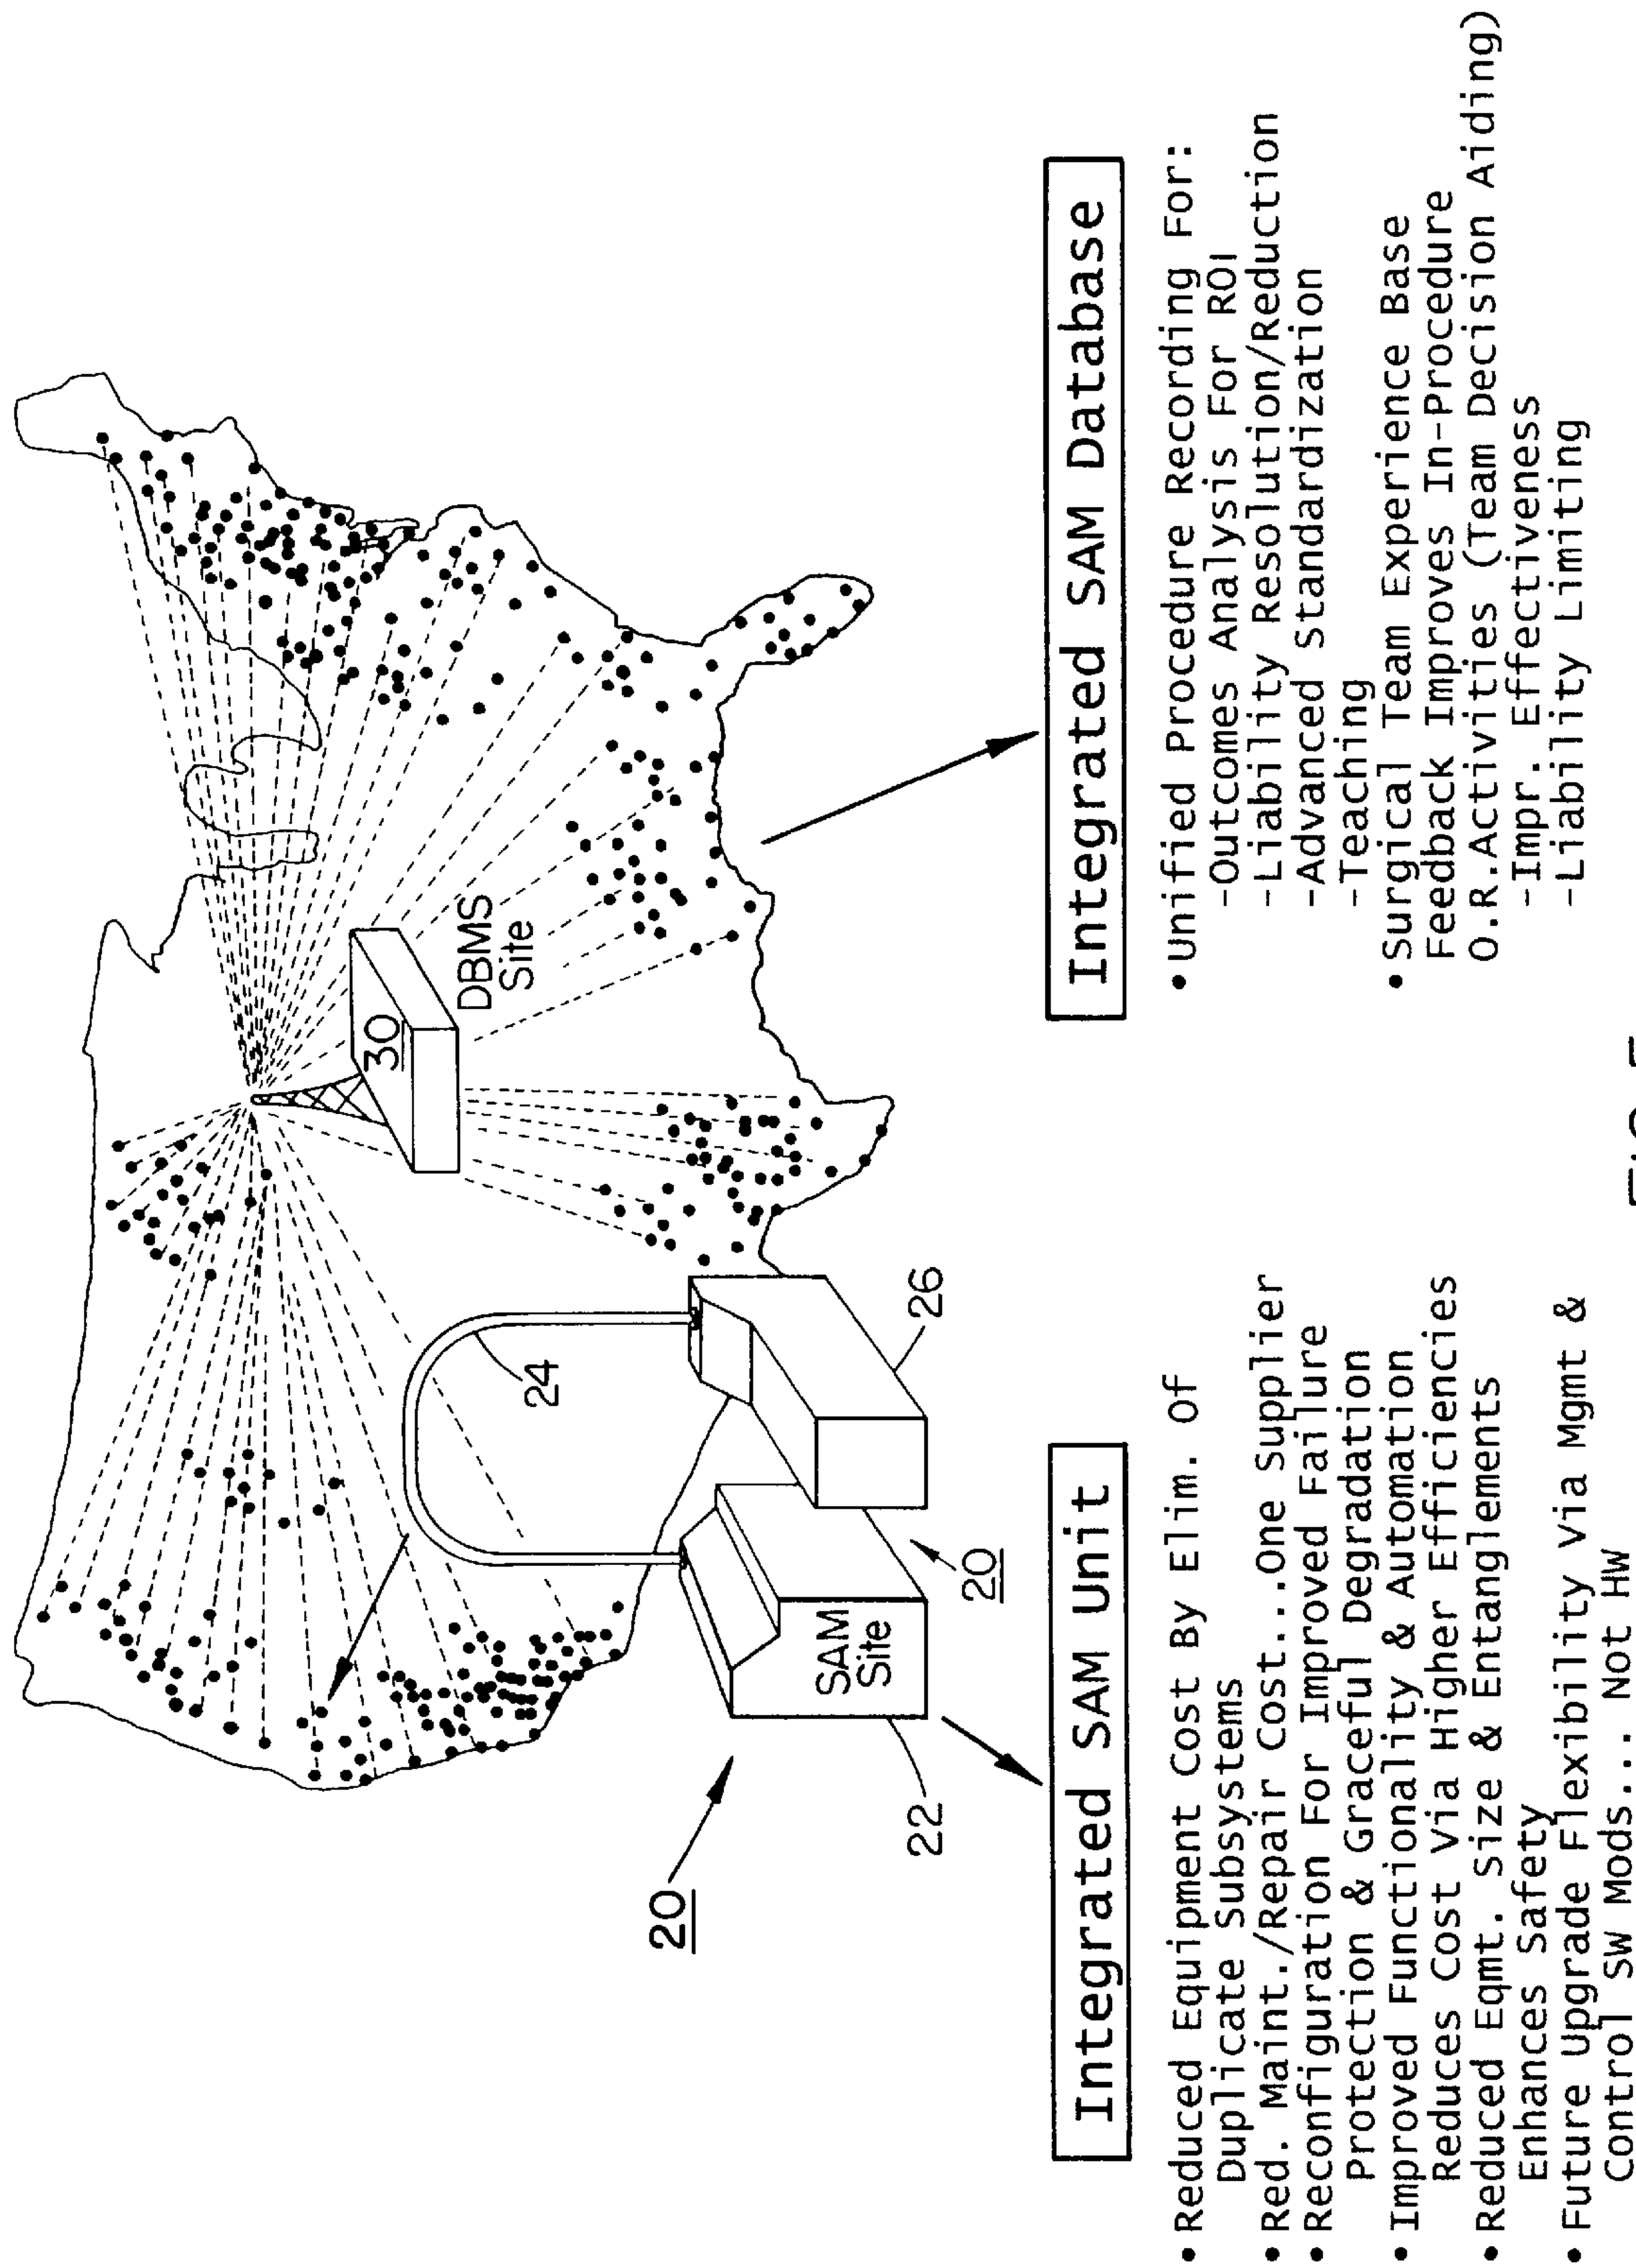 30
DBMS
Site
24
26
SAM
Site
20
22
20
Integrated SAM Unit
• Reduced Equipment Cost By Elim. of
Duplicate Subsystems
• Red. Maint./Repair Cost...One Supplier
• Reconfiguration For Improved Failure
Protection & Graceful Degradation
• Improved Functionality & Automation
Reduces Cost Via Higher Efficiencies
• Reduced Eqmt. Size & Entanglements
Enhances Safety
• Future Upgrade Flexibility Via Mgmt &
Control SW Mods... Not HW
Integrated SAM Database
• Unified Procedure Recording For:
-Outcomes Analysis For ROI
-Liability Resolution/Reduction
-Advanced Standardization
-Teaching
• Surgical Team Experience Base
Feedback Improves In-Procedure
O.R.Activities (Team Decision Aiding)
-Impr. Effectiveness
-Liability Limiting